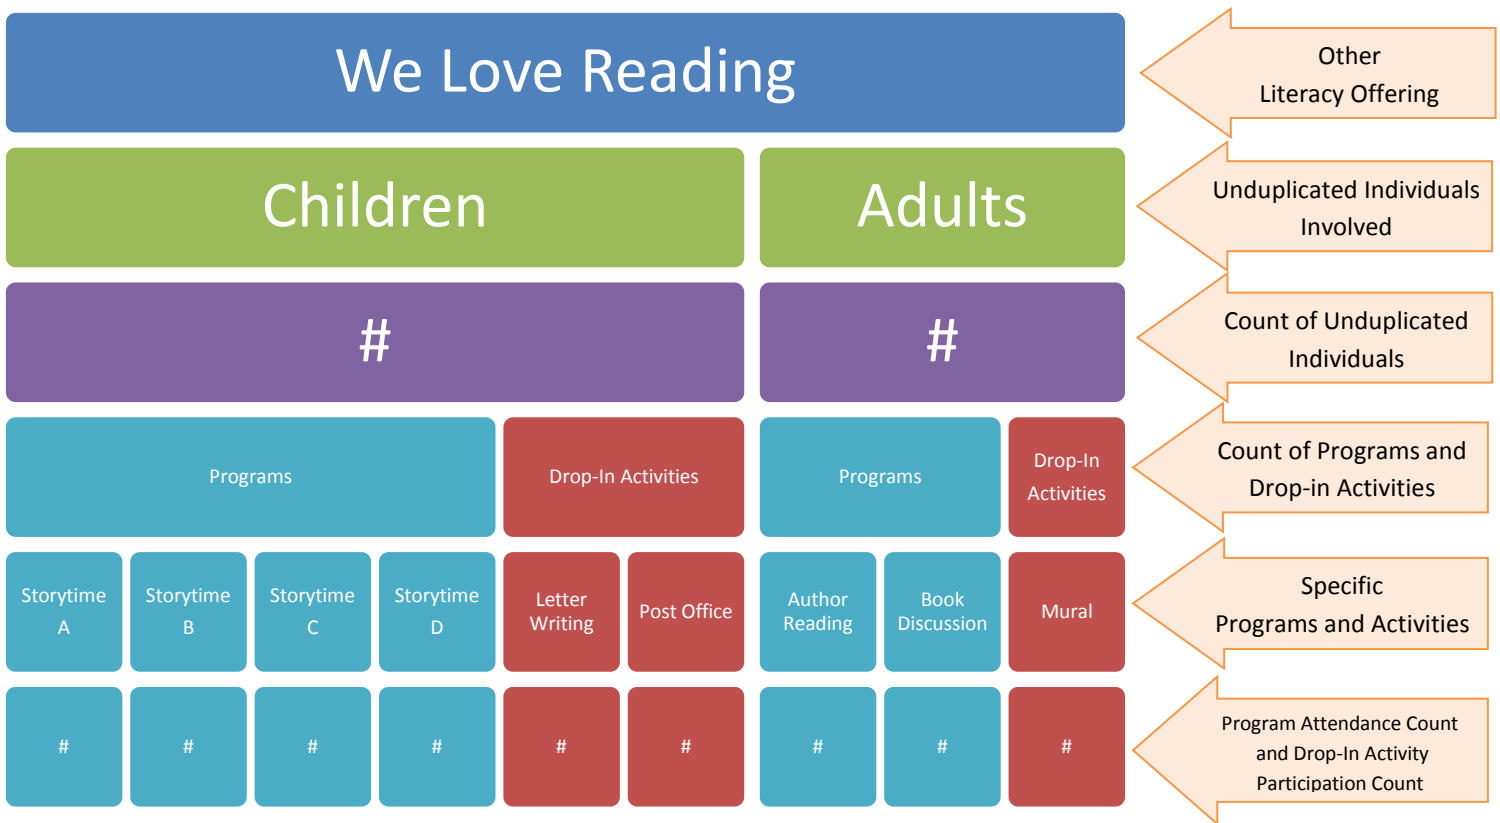 We Love Reading
Other
Literacy Offering
Children
Adults
Unduplicated Individuals
Involved
#
#
Count of Unduplicated
Individuals
Programs
Drop-In Activities
Programs
Drop-In
Activities
Count of Programs and
Drop-in Activities
Storytime
A
Storytime
B
Storytime
C
Storytime
D
Letter
Writing
Post Office
Author
Reading
Book
Discussion
Mural
Specific
Programs and Activities
#
#
#
#
#
#
#
#
#
Program Attendance Count
and Drop-In Activity
Participation Count